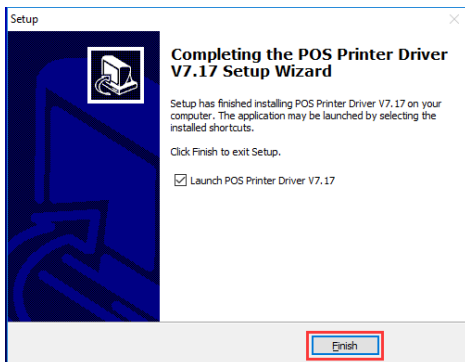 Setup
Completing the POS Printer Driver
V7.17 Setup Wizard
Setup has finished installing POS Printer Driver V7.17 on your
computer. The application may be launched by selecting the
installed shortcuts.
Click Finish to exit Setup.
Launch POS Printer Driver V7.17
Finish